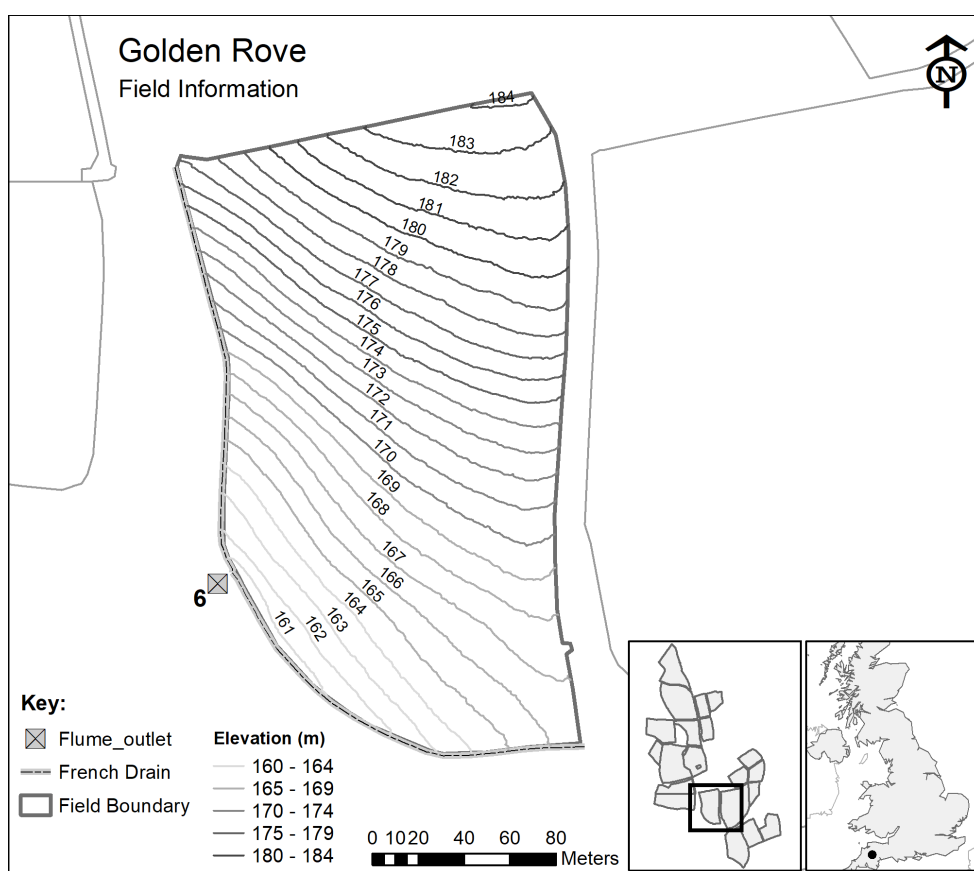 Golden Rove
Field Information
N
184
183
182
181
180
179
178
177
176
175
174
173
172
171
170
169
168
167
166
165
164
163
162
161
6
Key:
Flume_outlet
French Drain
Field Boundary
Elevation (m)
160 - 164
165 - 169
170 - 174
175 - 179
180 - 184
0 10 20 40 60 80
Meters